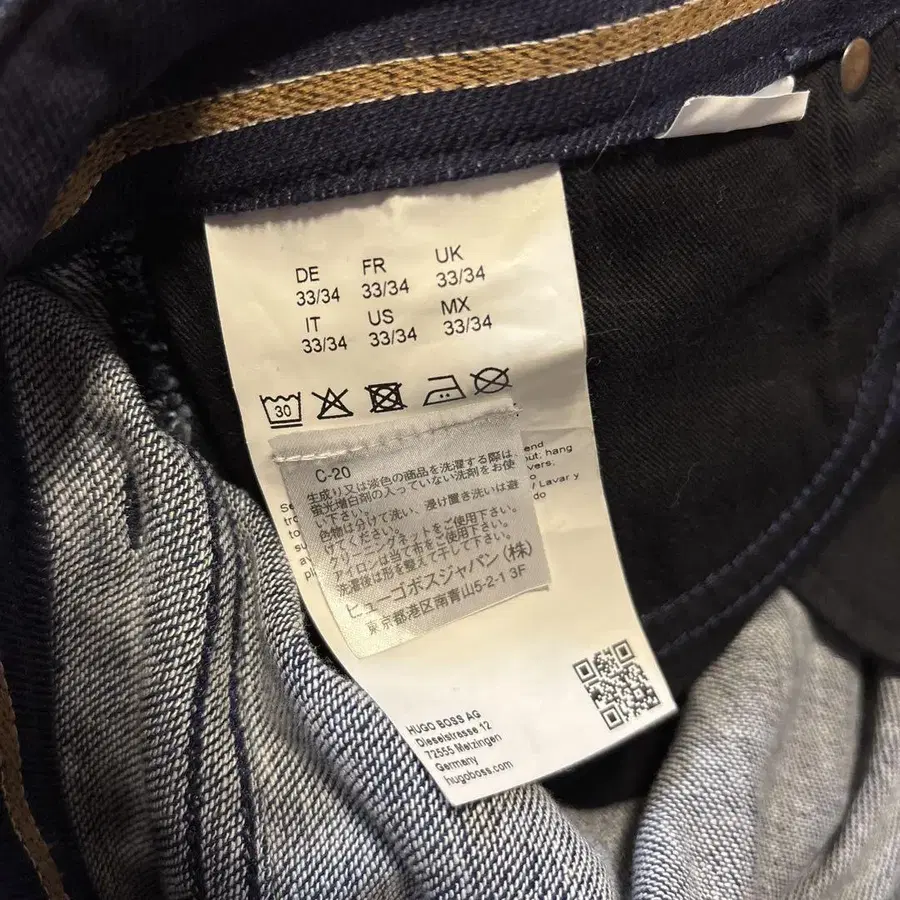 DE FR UK
33/34 33/34 33/34
IT US MX
33/34 33/34 33/34
30
C-20
生成り又は淡色の商品を洗濯する際は、
蛍光増白剤の入っていない洗剤をお使
い下さい。
色物は分けて洗い、浸け置き洗いは避
けてください。
クリーニングネットをご使用下さい。
アイロンは当て布をご使用下さい。
洗濯後は形を整えて干して下さい。
ヒューゴボスジャパン(株)
東京都港区南青山5-2-1 3F
hang
/ Lavar y
HUGO BOSS AG
Dieselstrasse 12
72555 Metzingen
Germany
hugoboss.com